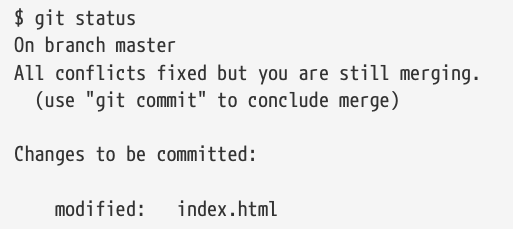 $ git status
On branch master
All conflicts fixed but you are still merging.
  (use "git commit" to conclude merge)

Changes to be committed:

    modified:   index.html